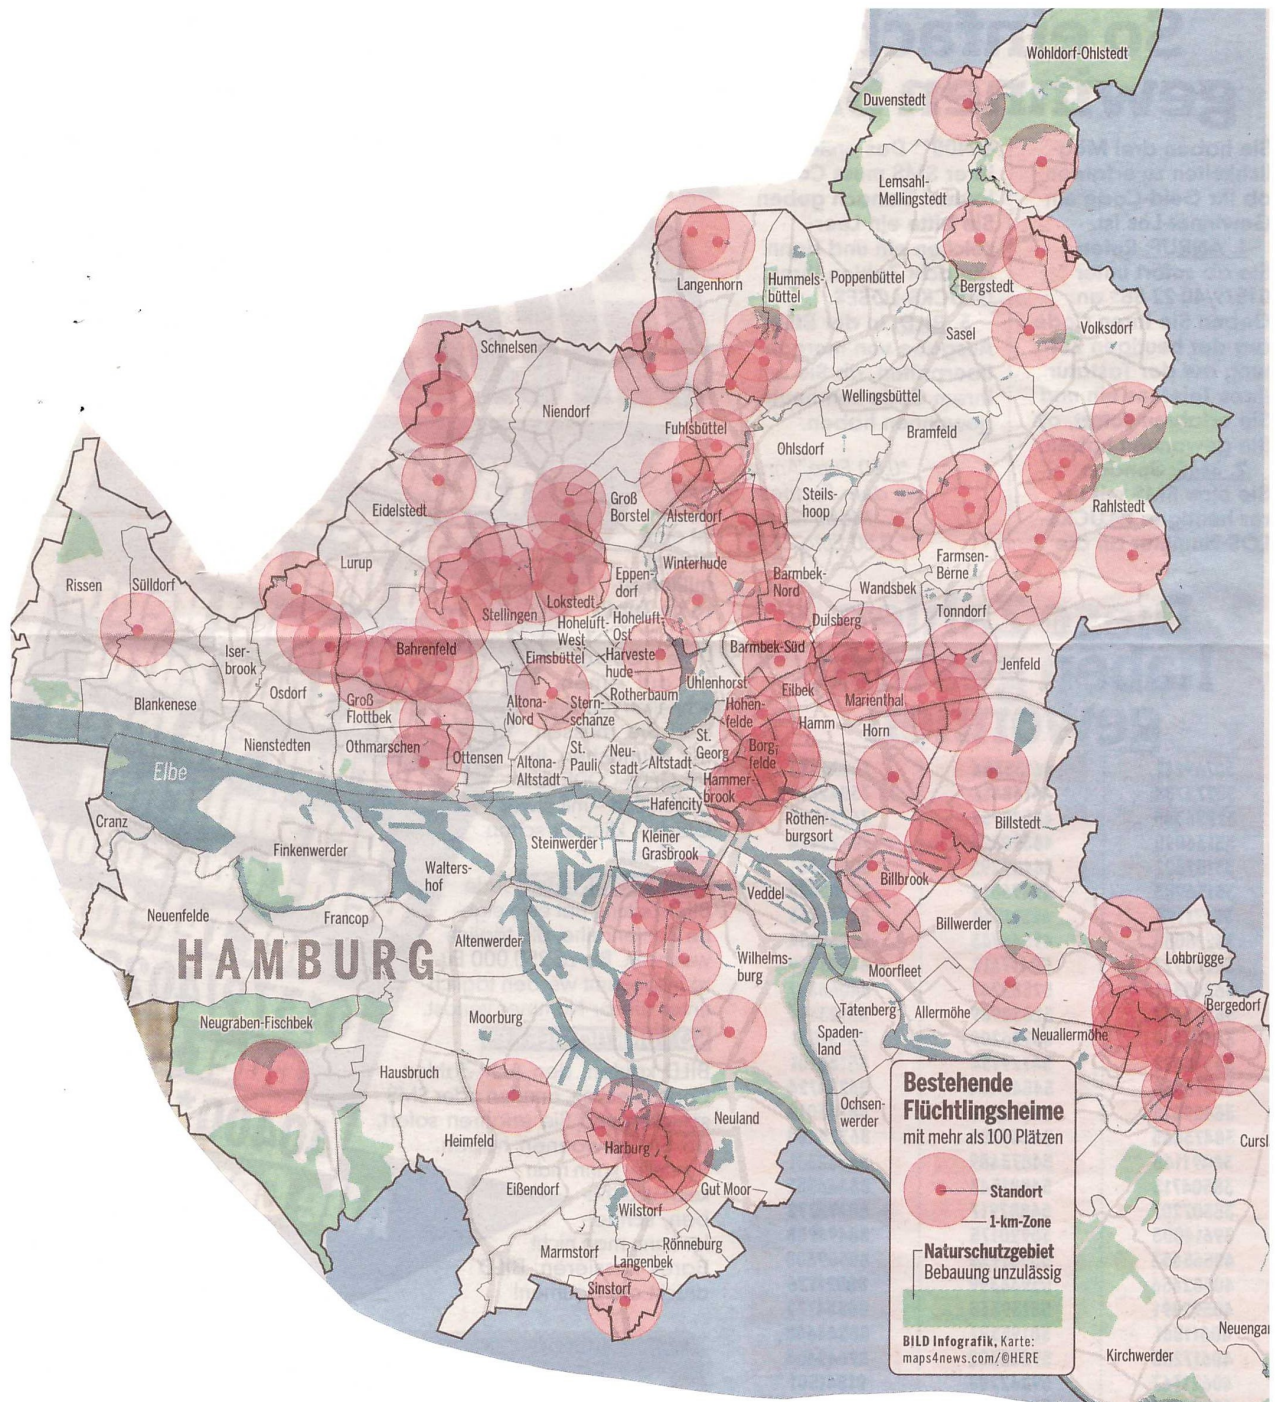 Wohldorf-Ohlstedt
Duvenstedt
Lemsahl-
Mellingstedt
Langenhorn
Hummels-
büttel
Poppenbüttel
Bergstedt
Schnelsen
Sasel
Volksdorf
Niendorf
Wellingsbüttel
Fuhlsbüttel
Bramfeld
Ohlsdorf
Eidelstedt
Groß
Borstel
Alsterdorf
Steils-
hoop
Rahlstedt
Lurup
Rissen
Sülldorf
Winterhude
Farmsen-
Berne
Eppen-
dorf
Barmbek-
Nord
Wandsbek
Stellingen
Lokstedt
Tonndorf
Hoheluft-
West
Hoheluft-
Ost
Dulsberg
Iser-
brook
Bahrenfeld
Eimsbüttel
Harveste-
hude
Barmbek-Süd
Jenfeld
Osdorf
Groß
Flottbek
Altona-
Nord
Stern-
schanze
Rotherbaum
Uhlenhorst
Eilbek
Marienthal
Blankenese
Hohen-
felde
Hamm
Horn
Nienstedten
Othmarschen
Ottensen
Altona-
Altstadt
St.
Pauli
Neu-
stadt
Altstadt
St.
Georg
Borg-
felde
Elbe
Hammer-
brook
Hafencity
Rothen-
burgsort
Billstedt
Cranz
Finkenwerder
Steinwerder
Kleiner
Grasbrook
Walters-
hof
Veddel
Billbrook
Neuenfelde
Francop
Altenwerder
Billwerder
HAMBURG
Wilhelms-
burg
Moorfleet
Lohbrügge
Bergedorf
Neugraben-Fischbek
Moorburg
Tatenberg
Allermöhe
Spaden-
land
Neuallermöhe
Hausbruch
Ochsen-
werder
Neuland
Heimfeld
Harburg
Cursl
Eißendorf
Gut Moor
Wilstorf
Marmstorf
Rönneburg
Langenbek
Sinstorf
Neuenga
Kirchwerder
Bestehende
Flüchtlingsheime
mit mehr als 100 Plätzen
Standort
1-km-Zone
Naturschutzgebiet
Bebauung unzulässig
BILD Infografik, Karte:
maps4news.com/©HERE